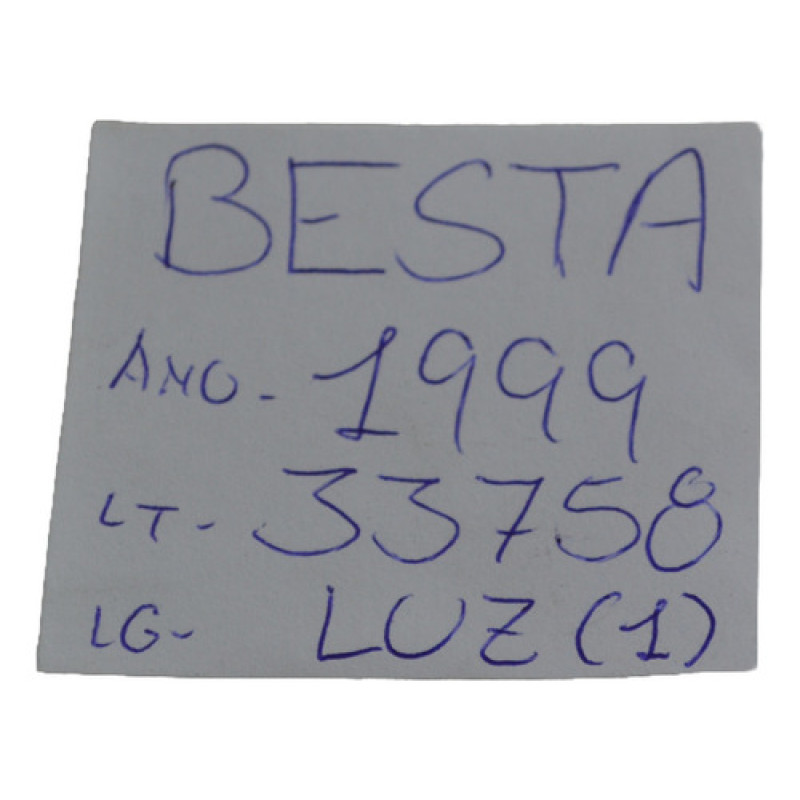 BESTA
ANO- 1999
LT- 33758
LG- LUZ (1)